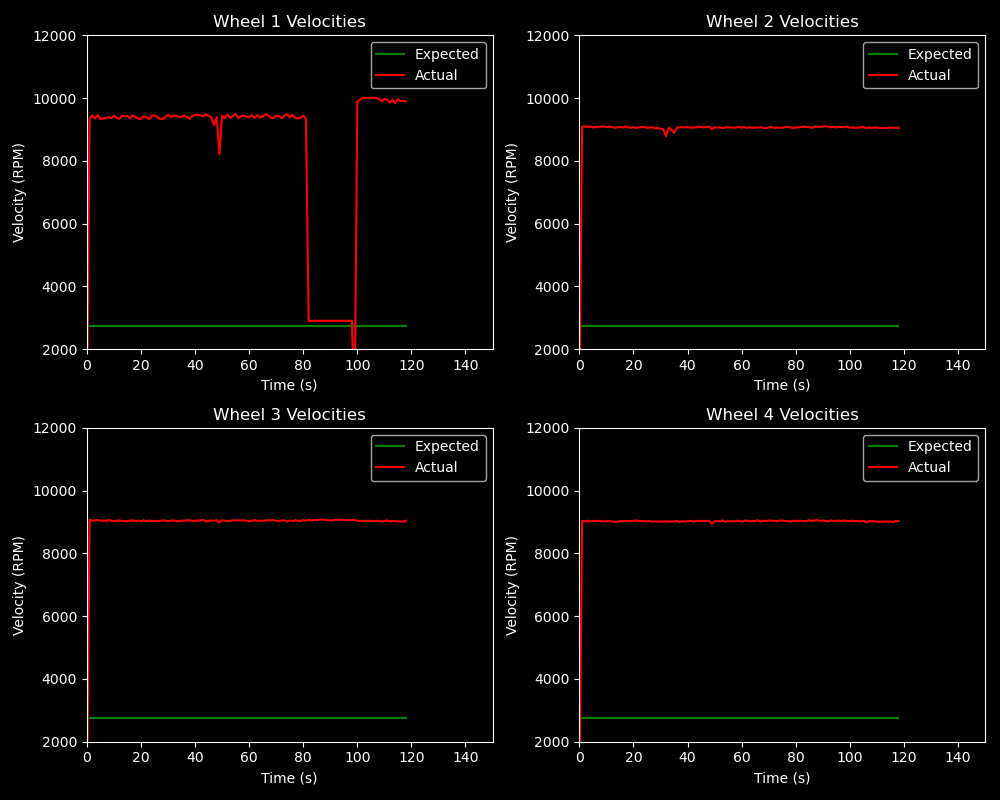 Wheel 1 Velocities
12000
10000
8000
6000
4000
2000
Velocity (RPM)
0 20 40 60 80 100 120 140
Time (s)
Expected
Actual
Wheel 2 Velocities
12000
10000
8000
6000
4000
2000
Velocity (RPM)
0 20 40 60 80 100 120 140
Time (s)
Expected
Actual
Wheel 3 Velocities
12000
10000
8000
6000
4000
2000
Velocity (RPM)
0 20 40 60 80 100 120 140
Time (s)
Expected
Actual
Wheel 4 Velocities
12000
10000
8000
6000
4000
2000
Velocity (RPM)
0 20 40 60 80 100 120 140
Time (s)
Expected
Actual